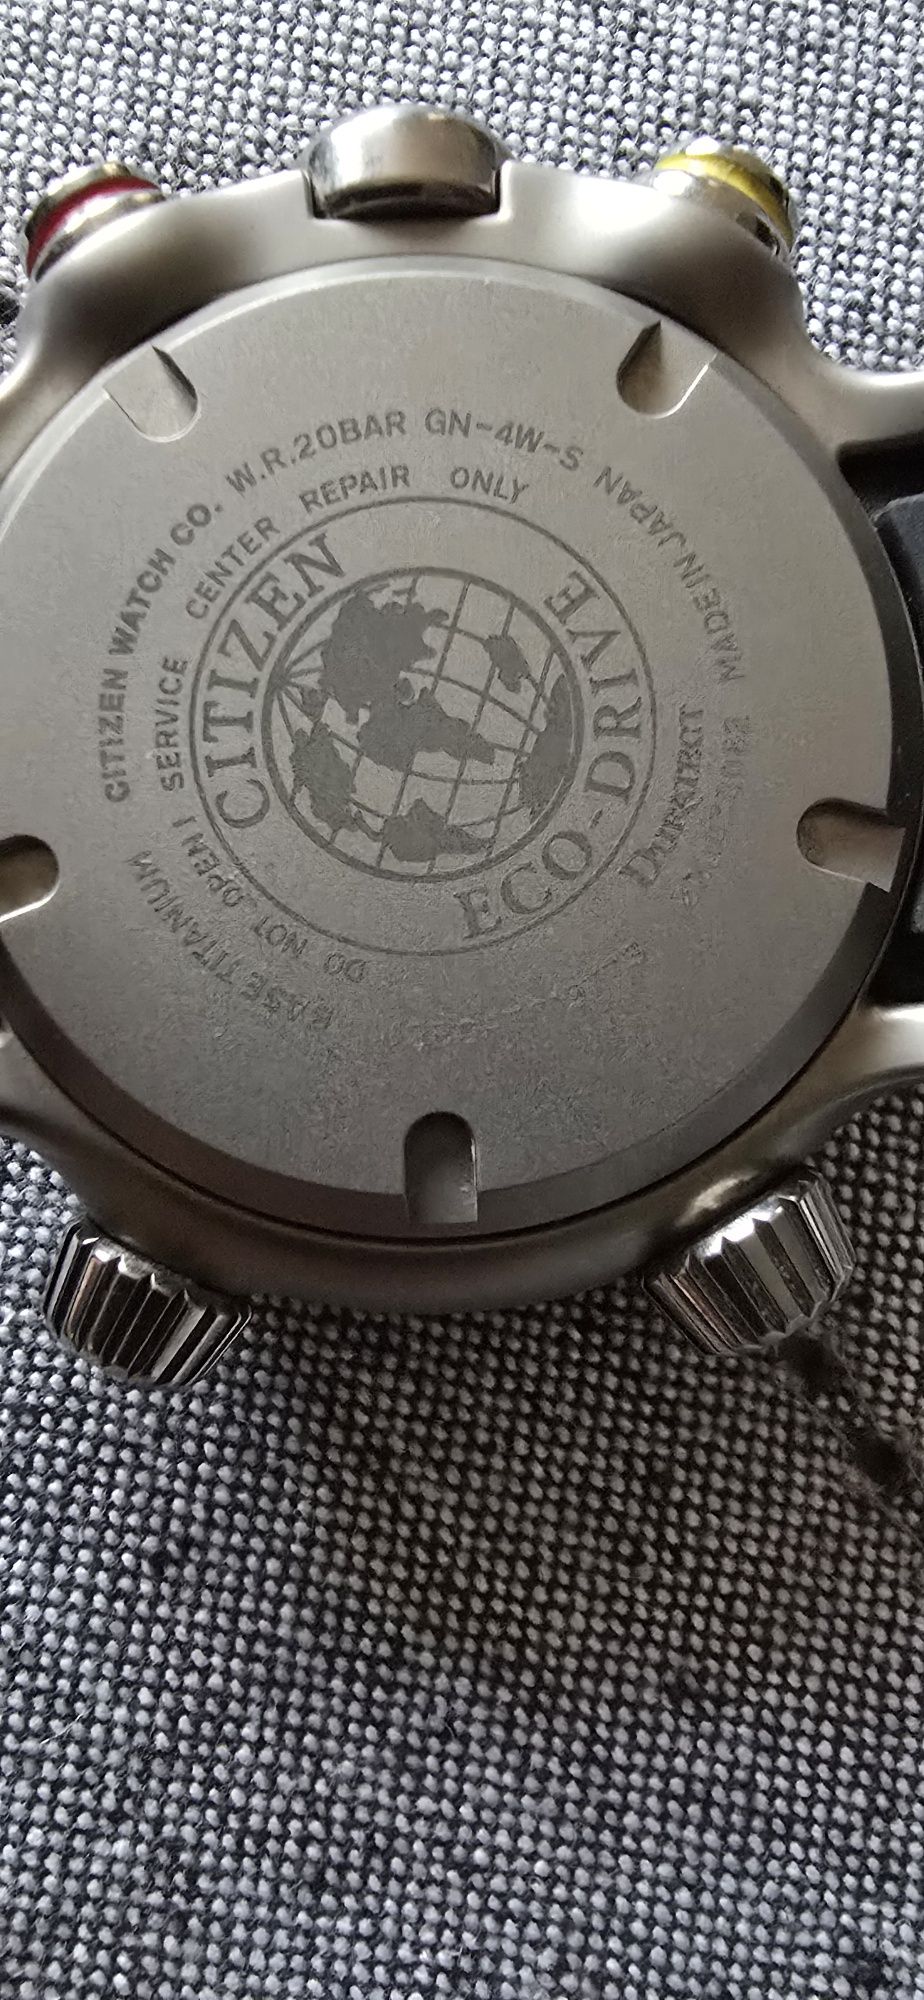 CITIZEN WATCH CO. W.R.20BAR GN-4W-S MADE IN JAPAN
CASE TITANIUM
DO NOT OPEN! SERVICE CENTER REPAIR ONLY
CITIZEN
ECO-DRIVE